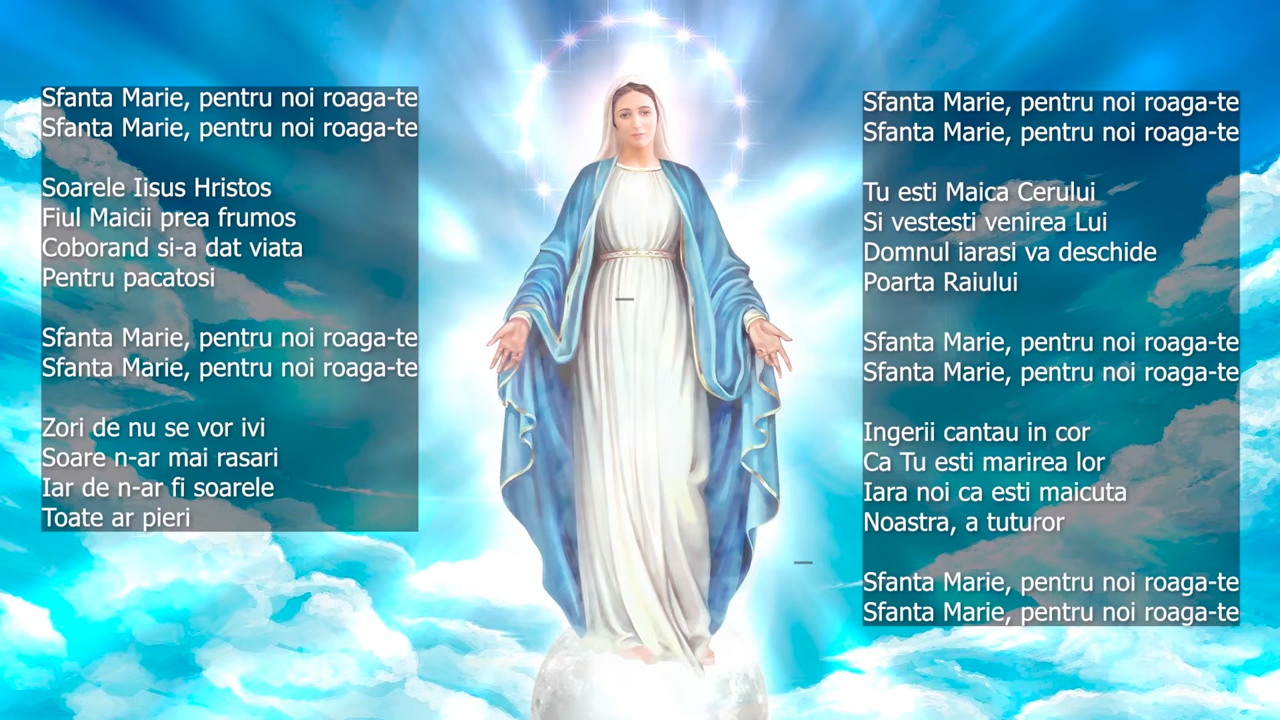 Sfanta Marie, pentru noi roaga-te
Sfanta Marie, pentru noi roaga-te
Soarele Iisus Hristos
Fiul Maicii prea frumos
Coborand si-a dat viata
Pentru pacatosi
Sfanta Marie, pentru noi roaga-te
Sfanta Marie, pentru noi roaga-te
Zori de nu se vor ivi
Soare n-ar mai rasari
Iar de n-ar fi soarele
Toate ar pieri
Sfanta Marie, pentru noi roaga-te
Sfanta Marie, pentru noi roaga-te
Tu esti Maica Cerului
Si vestesti venirea Lui
Domnul iarasi va deschide
Poarta Raiului
Sfanta Marie, pentru noi roaga-te
Sfanta Marie, pentru noi roaga-te
Ingerii cantau in cor
Ca Tu esti marirea lor
Iara noi ca esti maicuta
Noastra, a tuturor
Sfanta Marie, pentru noi roaga-te
Sfanta Marie, pentru noi roaga-te